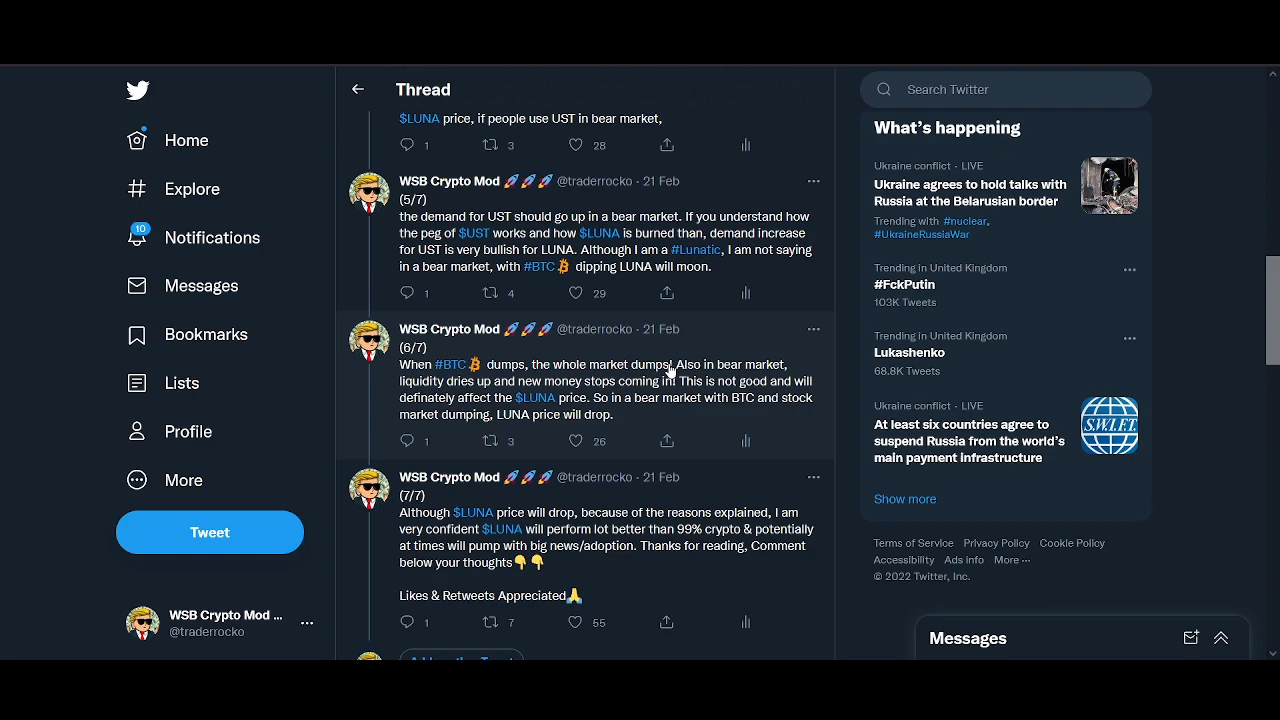 Home
Explore
10
Notifications
Messages
Bookmarks
Lists
Profile
More
Tweet
WSB Crypto Mod ...
@traderrocko
Thread
$LUNA price, if people use UST in bear market,
1 3 28
WSB Crypto Mod 🚀🚀🚀 @traderrocko · 21 Feb
(5/7)
the demand for UST should go up in a bear market. If you understand how
the peg of $UST works and how $LUNA is burned than, demand increase
for UST is very bullish for LUNA. Although I am a #Lunatic, I am not saying
in a bear market, with #BTC dipping LUNA will moon.
1 4 29
WSB Crypto Mod 🚀🚀🚀 @traderrocko · 21 Feb
(6/7)
When #BTC dumps, the whole market dumps! Also in bear market,
liquidity dries up and new money stops coming in! This is not good and will
definately affect the $LUNA price. So in a bear market with BTC and stock
market dumping, LUNA price will drop.
1 3 26
WSB Crypto Mod 🚀🚀🚀 @traderrocko · 21 Feb
(7/7)
Although $LUNA price will drop, because of the reasons explained, I am
very confident $LUNA will perform lot better than 99% crypto & potentially
at times will pump with big news/adoption. Thanks for reading, Comment
below your thoughts👇👇
Likes & Retweets Appreciated🙏
1 7 55
Search Twitter
What's happening
Ukraine conflict · LIVE
Ukraine agrees to hold talks with
Russia at the Belarusian border
Trending with #nuclear,
#UkraineRussiaWar
Trending in United Kingdom
#FckPutin
103K Tweets
Trending in United Kingdom
Lukashenko
68.8K Tweets
Ukraine conflict · LIVE
At least six countries agree to
suspend Russia from the world's
main payment infrastructure
S.W.I.F.T.
Show more
Terms of Service Privacy Policy Cookie Policy
Accessibility Ads info More ···
© 2022 Twitter, Inc.
Messages